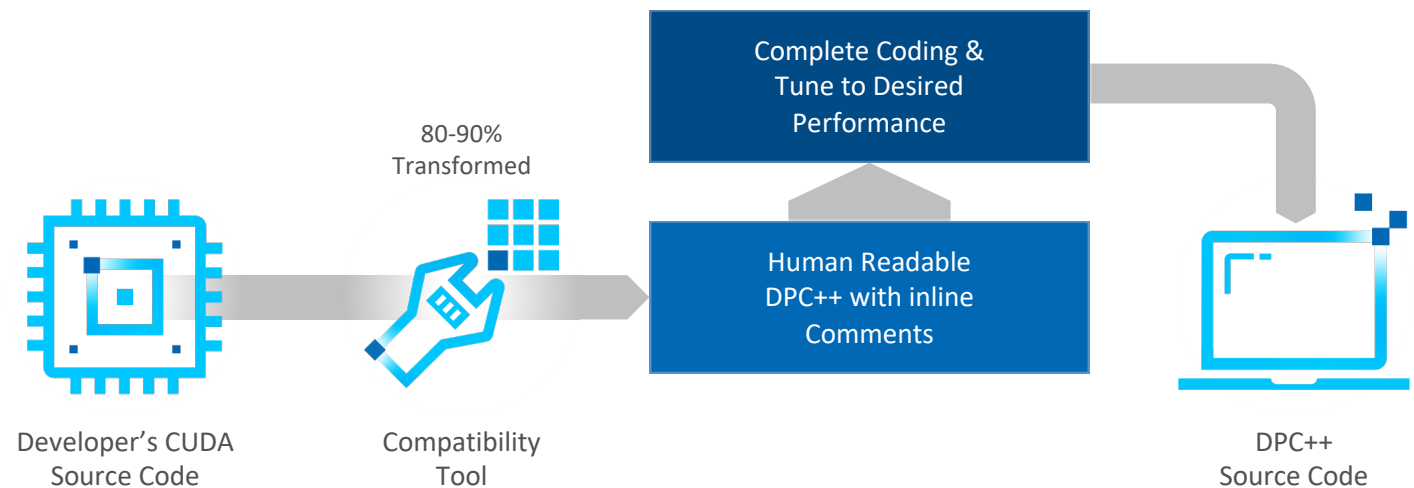 Complete Coding &
Tune to Desired
Performance
80-90%
Transformed
Human Readable
DPC++ with inline
Comments
Developer’s CUDA
Source Code
Compatibility
Tool
DPC++
Source Code